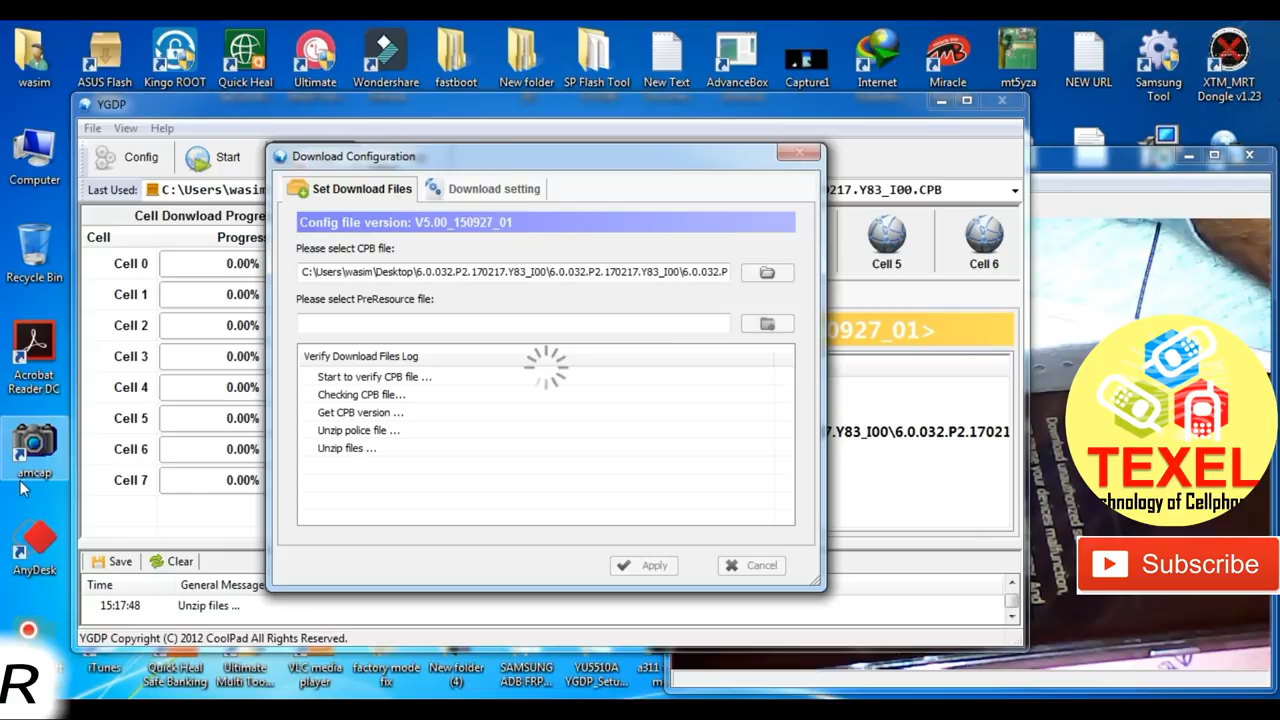 wasim
ASUS Flash
Kingo ROOT
Quick Heal
Ultimate
Wondershare
fastboot
New folder
SP Flash Tool
New Text
AdvanceBox
Capture1
Internet
Miracle
mt5yza
NEW URL
Samsung
Tool
XTM_MRT
Dongle v1.23
Computer
Recycle Bin
Acrobat
Reader DC
amcap
AnyDesk
YGDP
File View Help
Config
Start
Last Used: C:\Users\wasim
0217.Y83_I00.CPB
Cell Donwload Progre
Cell Progres
Cell 0 0.00%
Cell 1 0.00%
Cell 2 0.00%
Cell 3 0.00%
Cell 4 0.00%
Cell 5 0.00%
Cell 6 0.00%
Cell 7 0.00%
Cell 5
Cell 6
0927_01>
7.Y83_I00\6.0.032.P2.17021
Save Clear
Time General Message
15:17:48 Unzip files ...
YGDP Copyright (C) 2012 CoolPad All Rights Reserved.
Download Configuration
Set Download Files
Download setting
Config file version: V5.00_150927_01
Please select CPB file:
C:\Users\wasim\Desktop\6.0.032.P2.170217.Y83_I00\6.0.032.P2.170217.Y83_I00\6.0.032.P
Please select PreResource file:
Verify Download Files Log
Start to verify CPB file ...
Checking CPB file...
Get CPB version ...
Unzip police file ...
Unzip files ...
Apply
Cancel
iTunes
Quick Heal
Safe Banking
Ultimate
Multi Too...
VLC media
player
factory mode
fix
New folder
(4)
SAMSUNG
ADB FRP...
YU5510A
YGDP_Setu...
a311
m
R
Download unauthorized s
your devices malfunction.
And
TEXEL
hnology of Cellpho
Subscribe